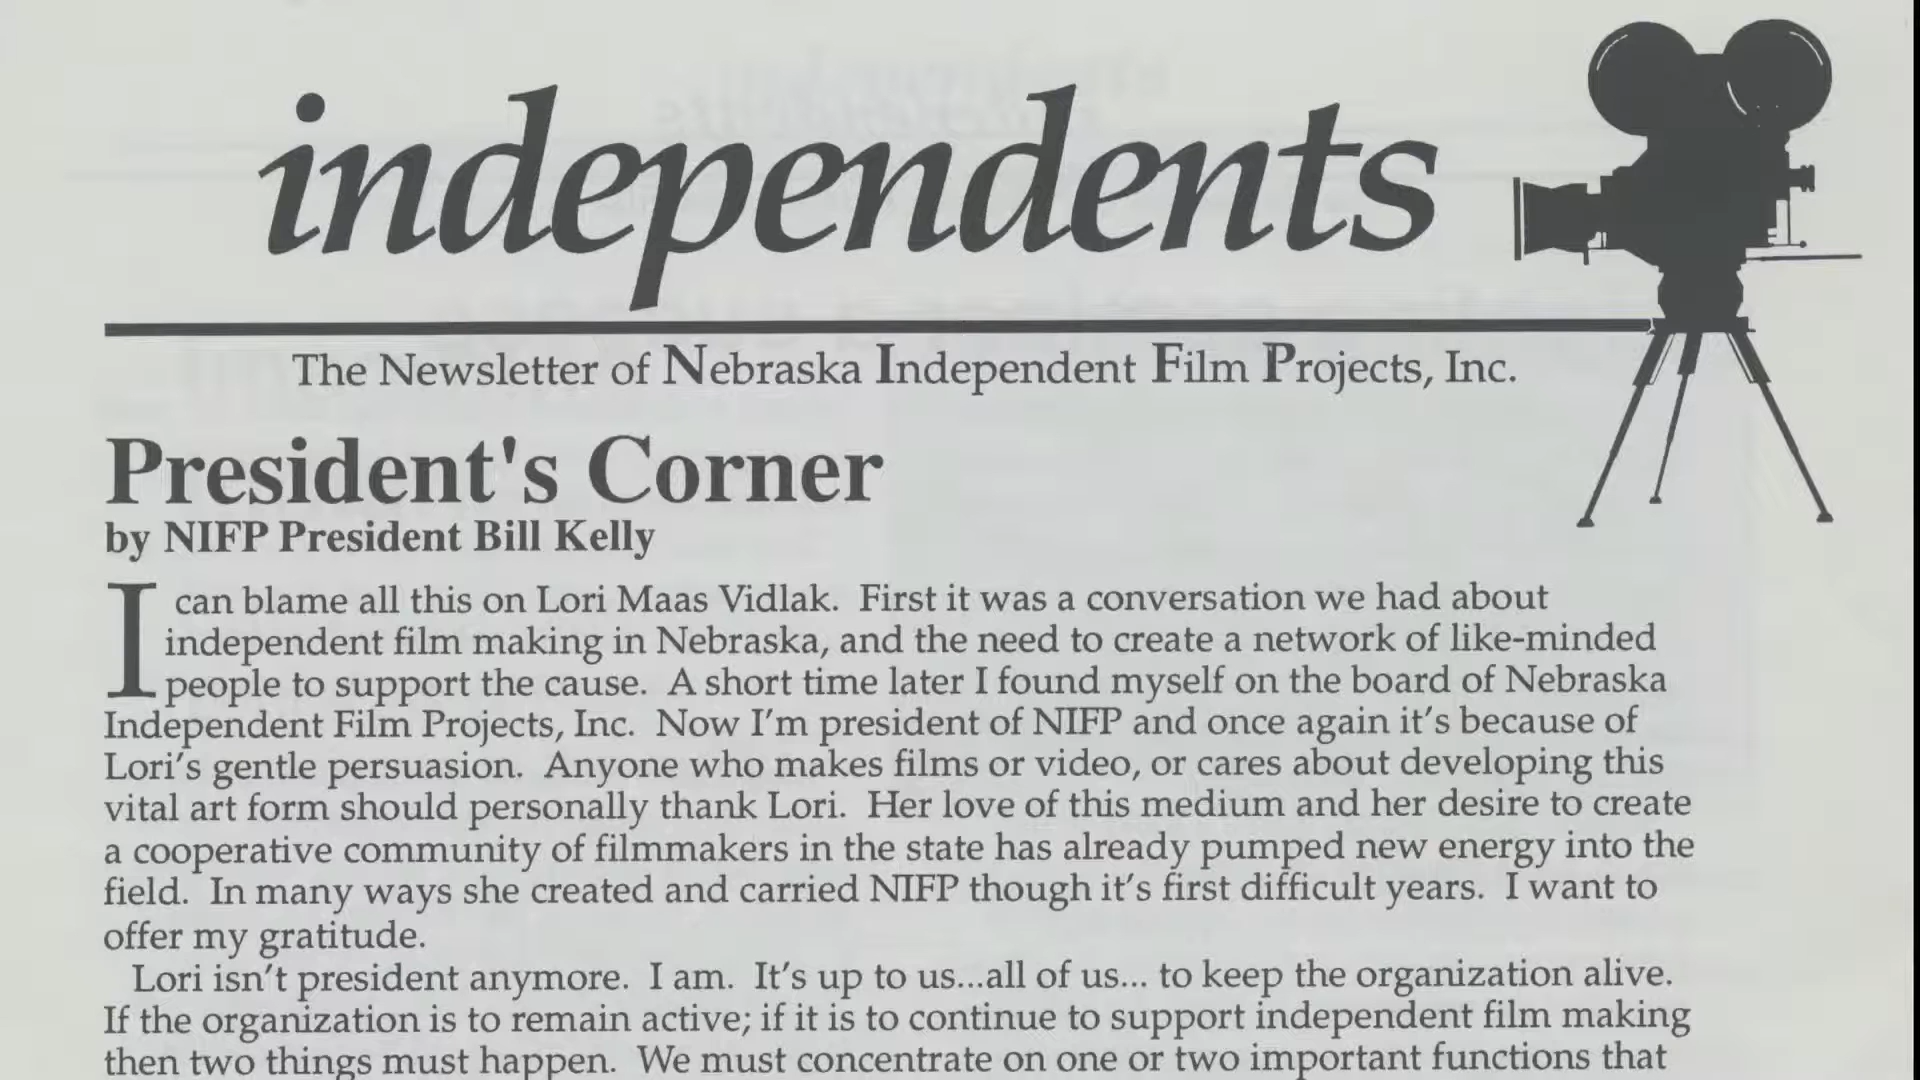 independents
The Newsletter of Nebraska Independent Film Projects, Inc.
President's Corner
by NIFP President Bill Kelly
I can blame all this on Lori Maas Vidlak. First it was a conversation we had about
independent film making in Nebraska, and the need to create a network of like-minded
people to support the cause. A short time later I found myself on the board of Nebraska
Independent Film Projects, Inc. Now I'm president of NIFP and once again it's because of
Lori's gentle persuasion. Anyone who makes films or video, or cares about developing this
vital art form should personally thank Lori. Her love of this medium and her desire to create
a cooperative community of filmmakers in the state has already pumped new energy into the
field. In many ways she created and carried NIFP though it's first difficult years. I want to
offer my gratitude.
Lori isn't president anymore. I am. It's up to us...all of us... to keep the organization alive.
If the organization is to remain active; if it is to continue to support independent film making
then two things must happen. We must concentrate on one or two important functions that